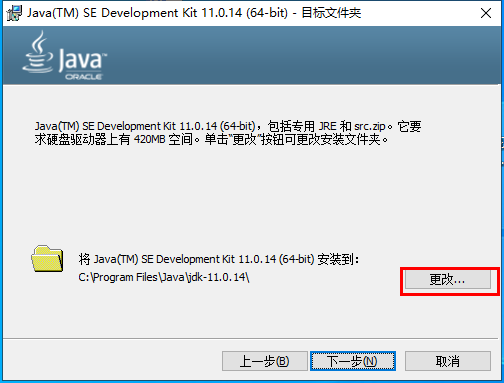 Java(TM) SE Development Kit 11.0.14 (64-bit) - 目标文件夹
Java
ORACLE
Java(TM) SE Development Kit 11.0.14 (64-bit)，包括专用 JRE 和 src.zip。它要
求硬盘驱动器上有 420MB 空间。单击“更改”按钮可更改安装文件夹。
将 Java(TM) SE Development Kit 11.0.14 (64-bit) 安装到：
C:\Program Files\Java\jdk-11.0.14\
更改...
上一步(B)
下一步(N)
取消